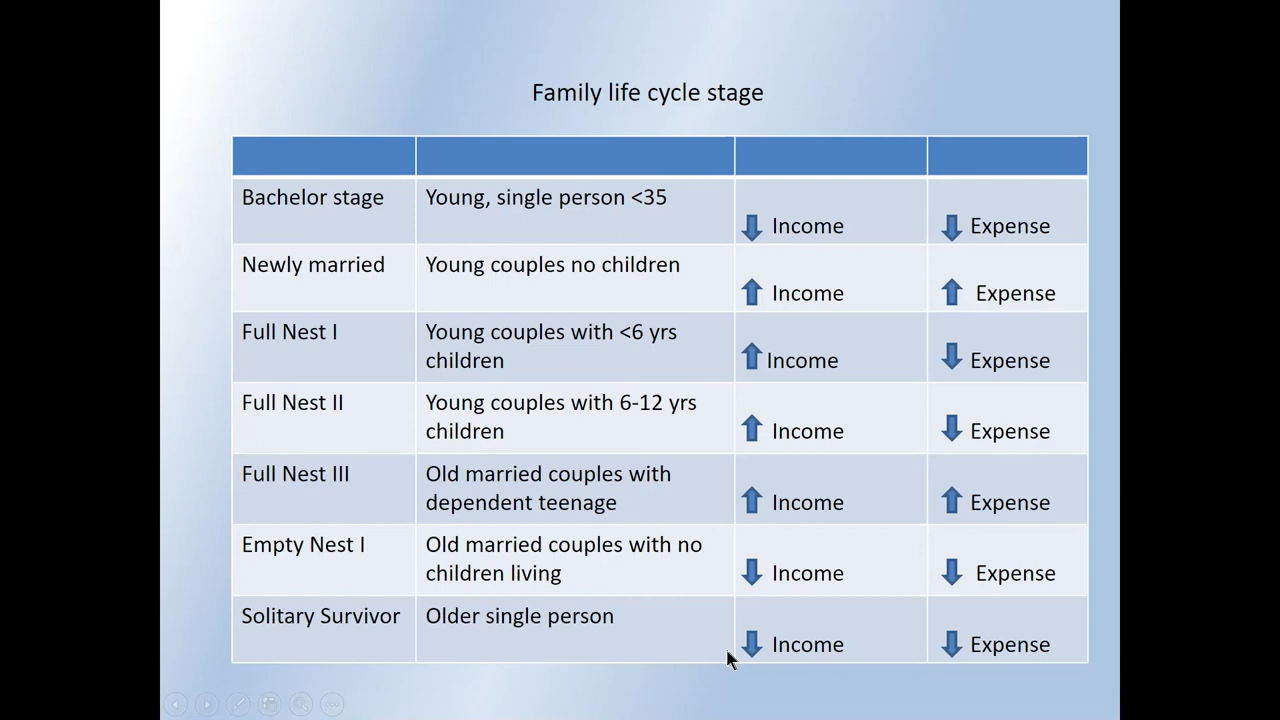 Family life cycle stage
Bachelor stage Young, single person <35 Income Expense
Newly married Young couples no children Income Expense
Full Nest I Young couples with <6 yrs
children Income Expense
Full Nest II Young couples with 6-12 yrs
children Income Expense
Full Nest III Old married couples with
dependent teenage Income Expense
Empty Nest I Old married couples with no
children living Income Expense
Solitary Survivor Older single person Income Expense